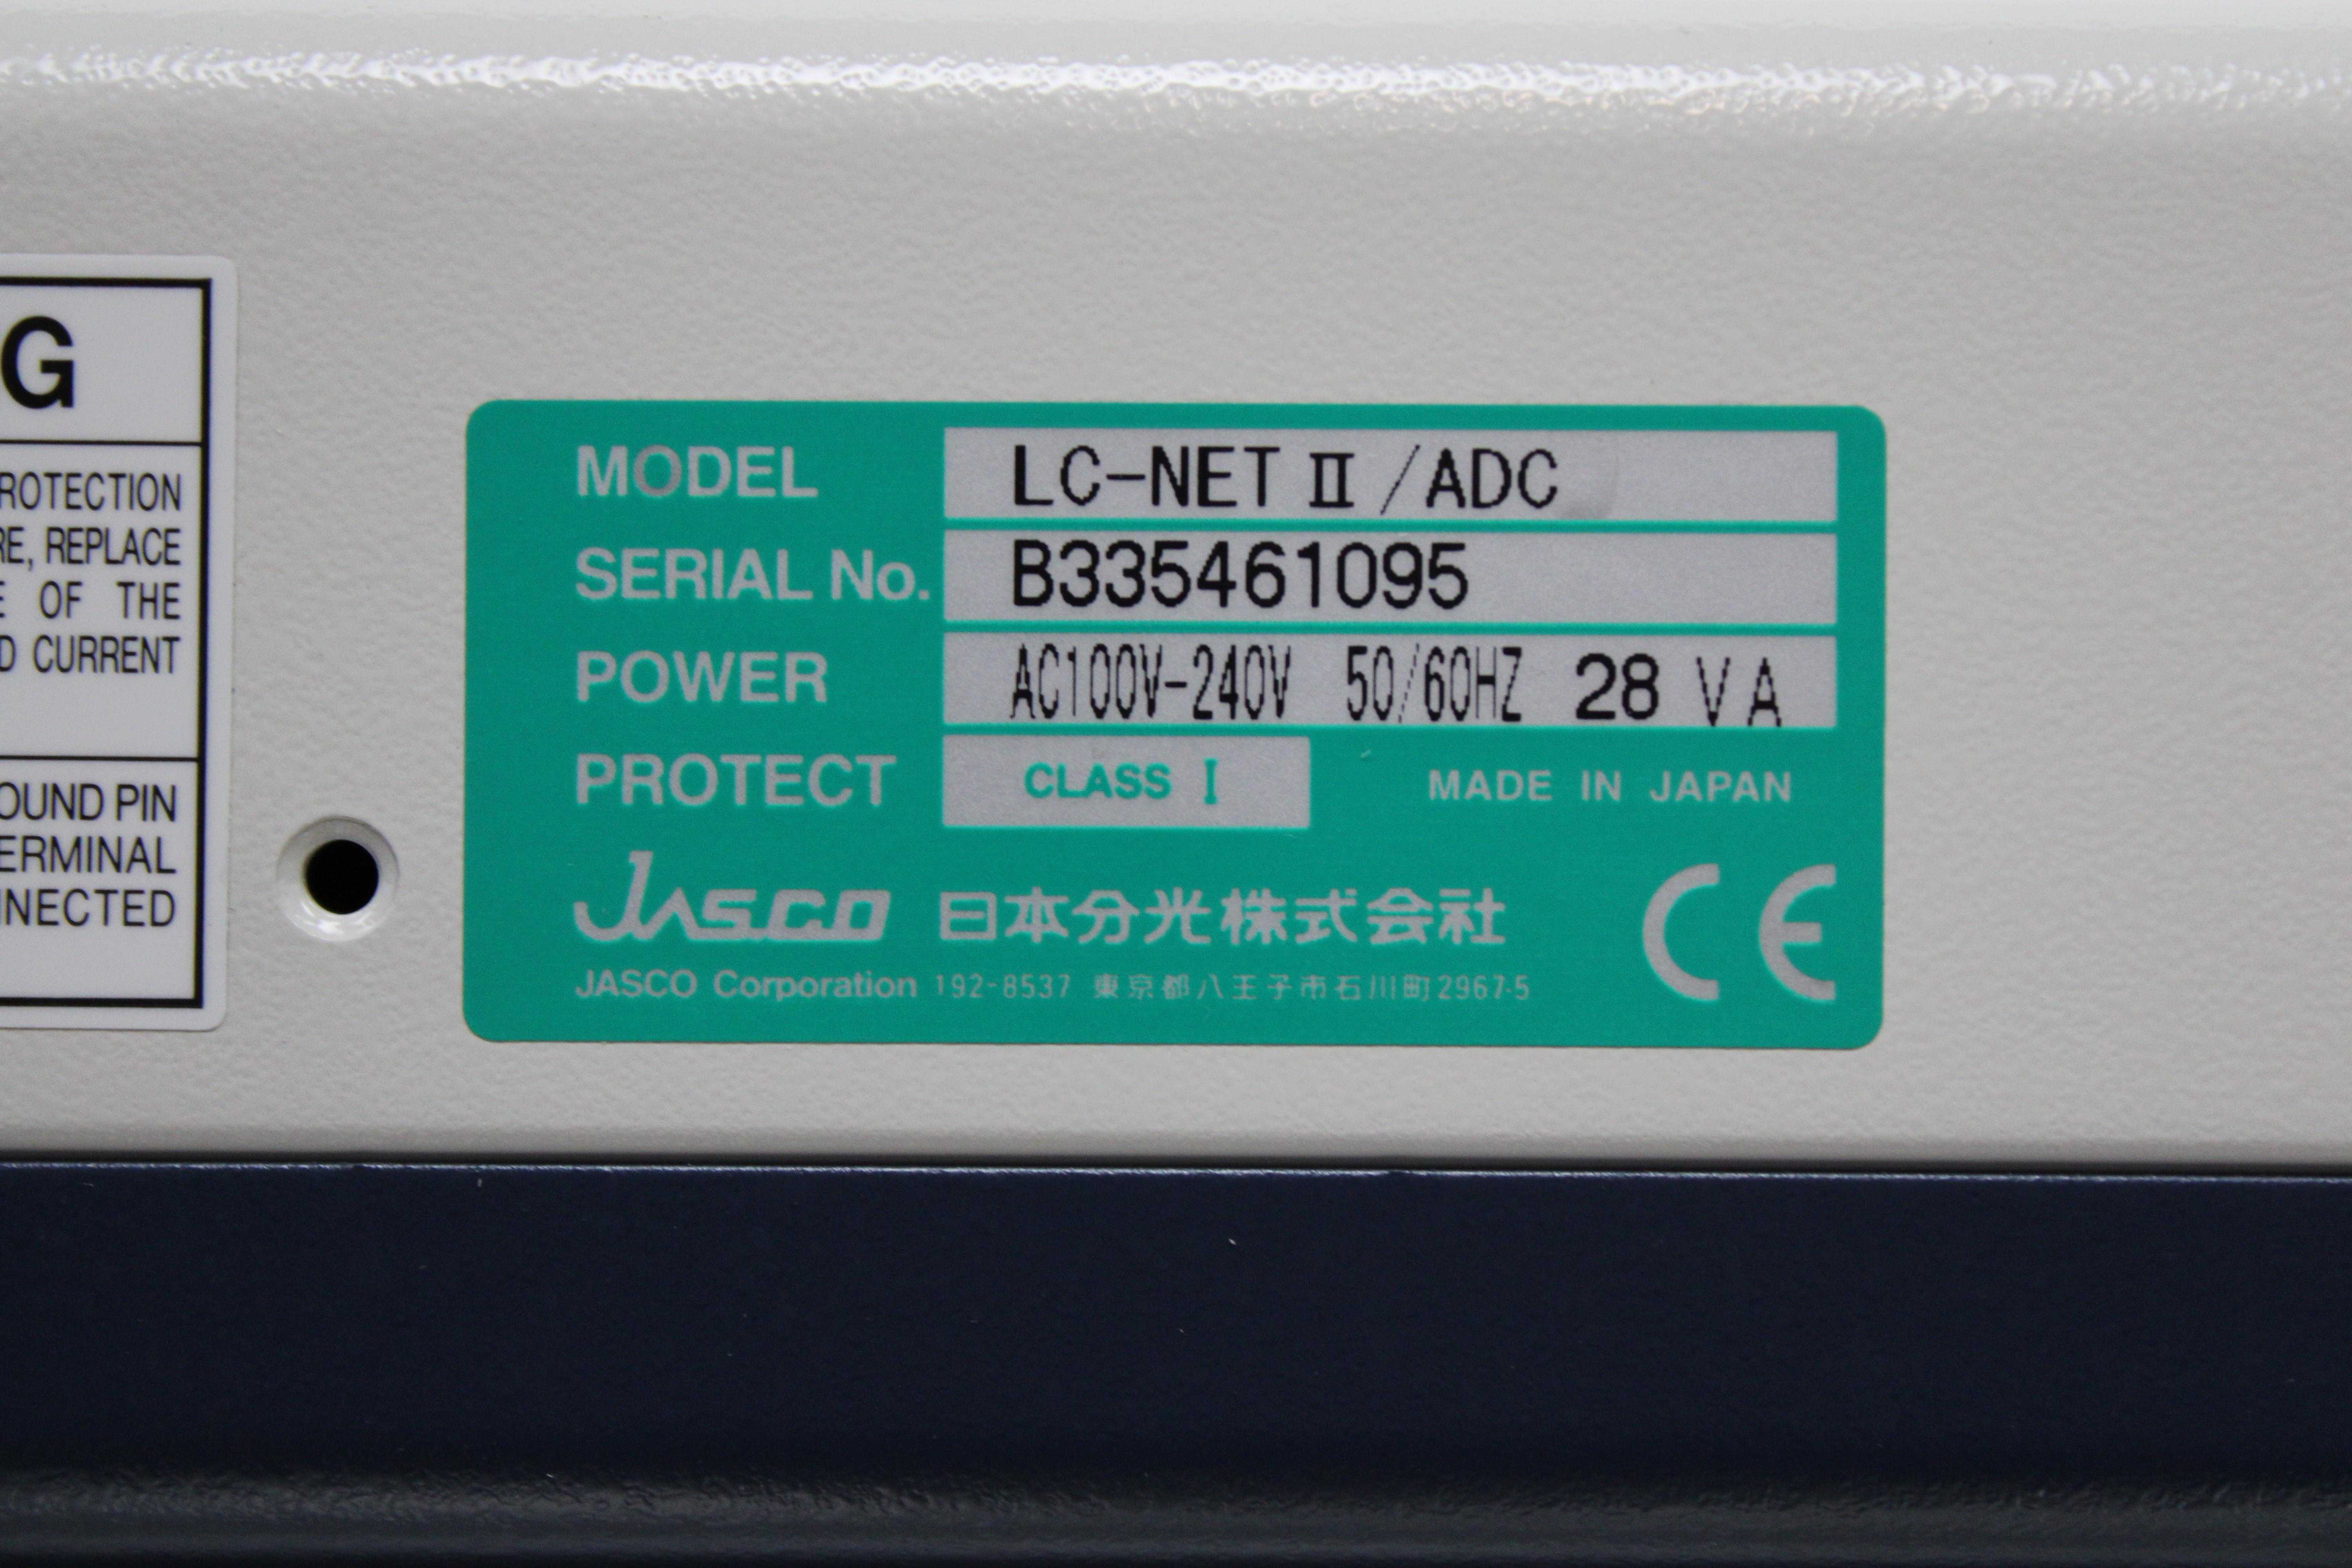 G
ROTECTION
RE, REPLACE
E OF THE
D CURRENT
OUND PIN
ERMINAL
NNECTED
MODEL LC-NET Ⅱ /ADC
SERIAL No. B335461095
POWER AC100V-240V 50/60HZ 28 VA
PROTECT CLASS I MADE IN JAPAN
JASCO 日本分光株式会社 CE
JASCO Corporation 192-8537 東京都八王子市石川町2967-5